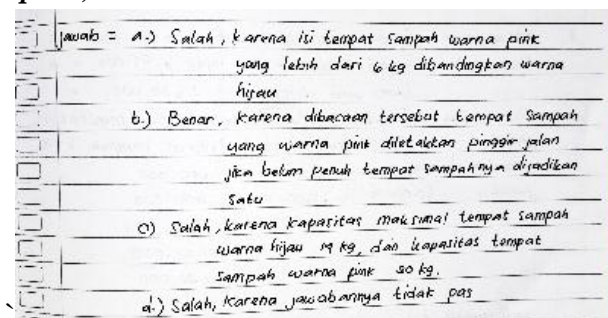 Jawab = a.) Salah, karena isi tempat sampah warna pink
yang lebih dari 6 kg dibandingkan warna
hijau
b.) Benar, karena dibacaan tersebut tempat sampah
yang warna pink diletakkan pinggir jalan
jika belum penuh tempat sampahnya dijadikan
satu
c) Salah, karena kapasitas maksimal tempat sampah
warna hijau 14 kg, dan kapasitas tempat
sampah warna pink 20 kg.
d.) Salah, karena jawabannya tidak pas